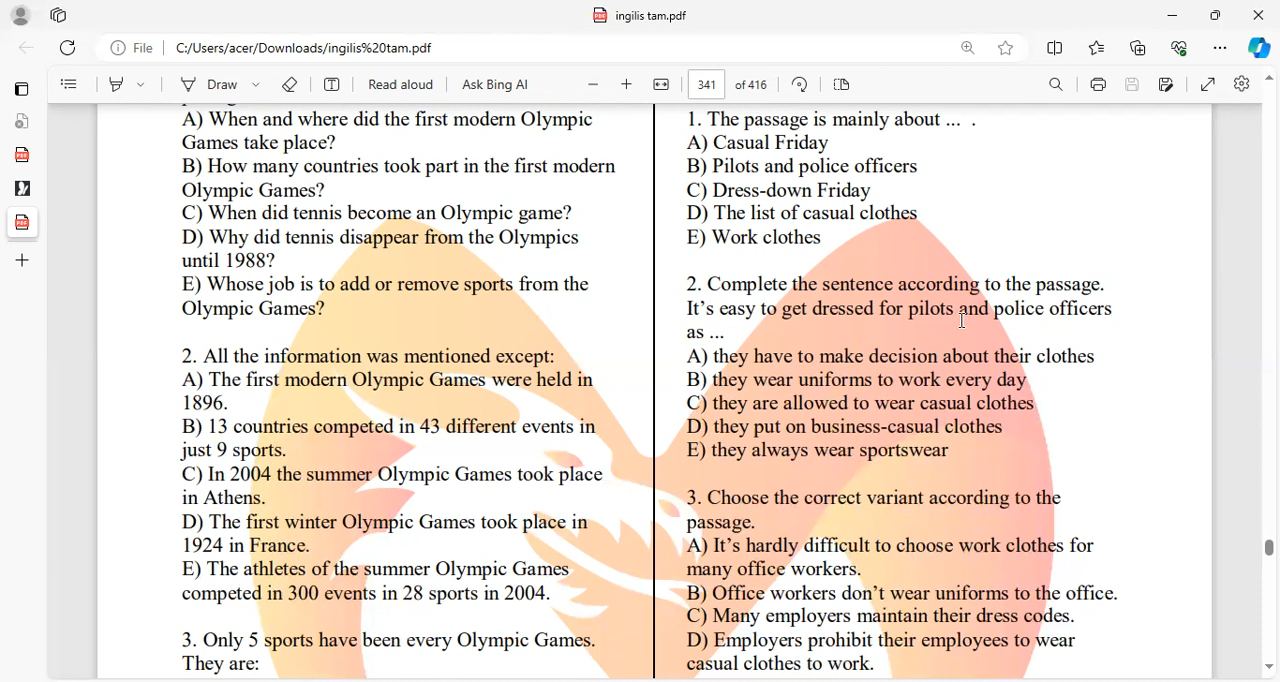 ingilis tam.pdf
File
C:/Users/acer/Downloads/ingilis%20tam.pdf
Draw
Read aloud
Ask Bing AI
341
of 416
A) When and where did the first modern Olympic
Games take place?
B) How many countries took part in the first modern
Olympic Games?
C) When did tennis become an Olympic game?
D) Why did tennis disappear from the Olympics
until 1988?
E) Whose job is to add or remove sports from the
Olympic Games?
2. All the information was mentioned except:
A) The first modern Olympic Games were held in
1896.
B) 13 countries competed in 43 different events in
just 9 sports.
C) In 2004 the summer Olympic Games took place
in Athens.
D) The first winter Olympic Games took place in
1924 in France.
E) The athletes of the summer Olympic Games
competed in 300 events in 28 sports in 2004.
3. Only 5 sports have been every Olympic Games.
They are:
1. The passage is mainly about ... .
A) Casual Friday
B) Pilots and police officers
C) Dress-down Friday
D) The list of casual clothes
E) Work clothes
2. Complete the sentence according to the passage.
It’s easy to get dressed for pilots and police officers
as ...
A) they have to make decision about their clothes
B) they wear uniforms to work every day
C) they are allowed to wear casual clothes
D) they put on business-casual clothes
E) they always wear sportswear
3. Choose the correct variant according to the
passage.
A) It’s hardly difficult to choose work clothes for
many office workers.
B) Office workers don’t wear uniforms to the office.
C) Many employers maintain their dress codes.
D) Employers prohibit their employees to wear
casual clothes to work.